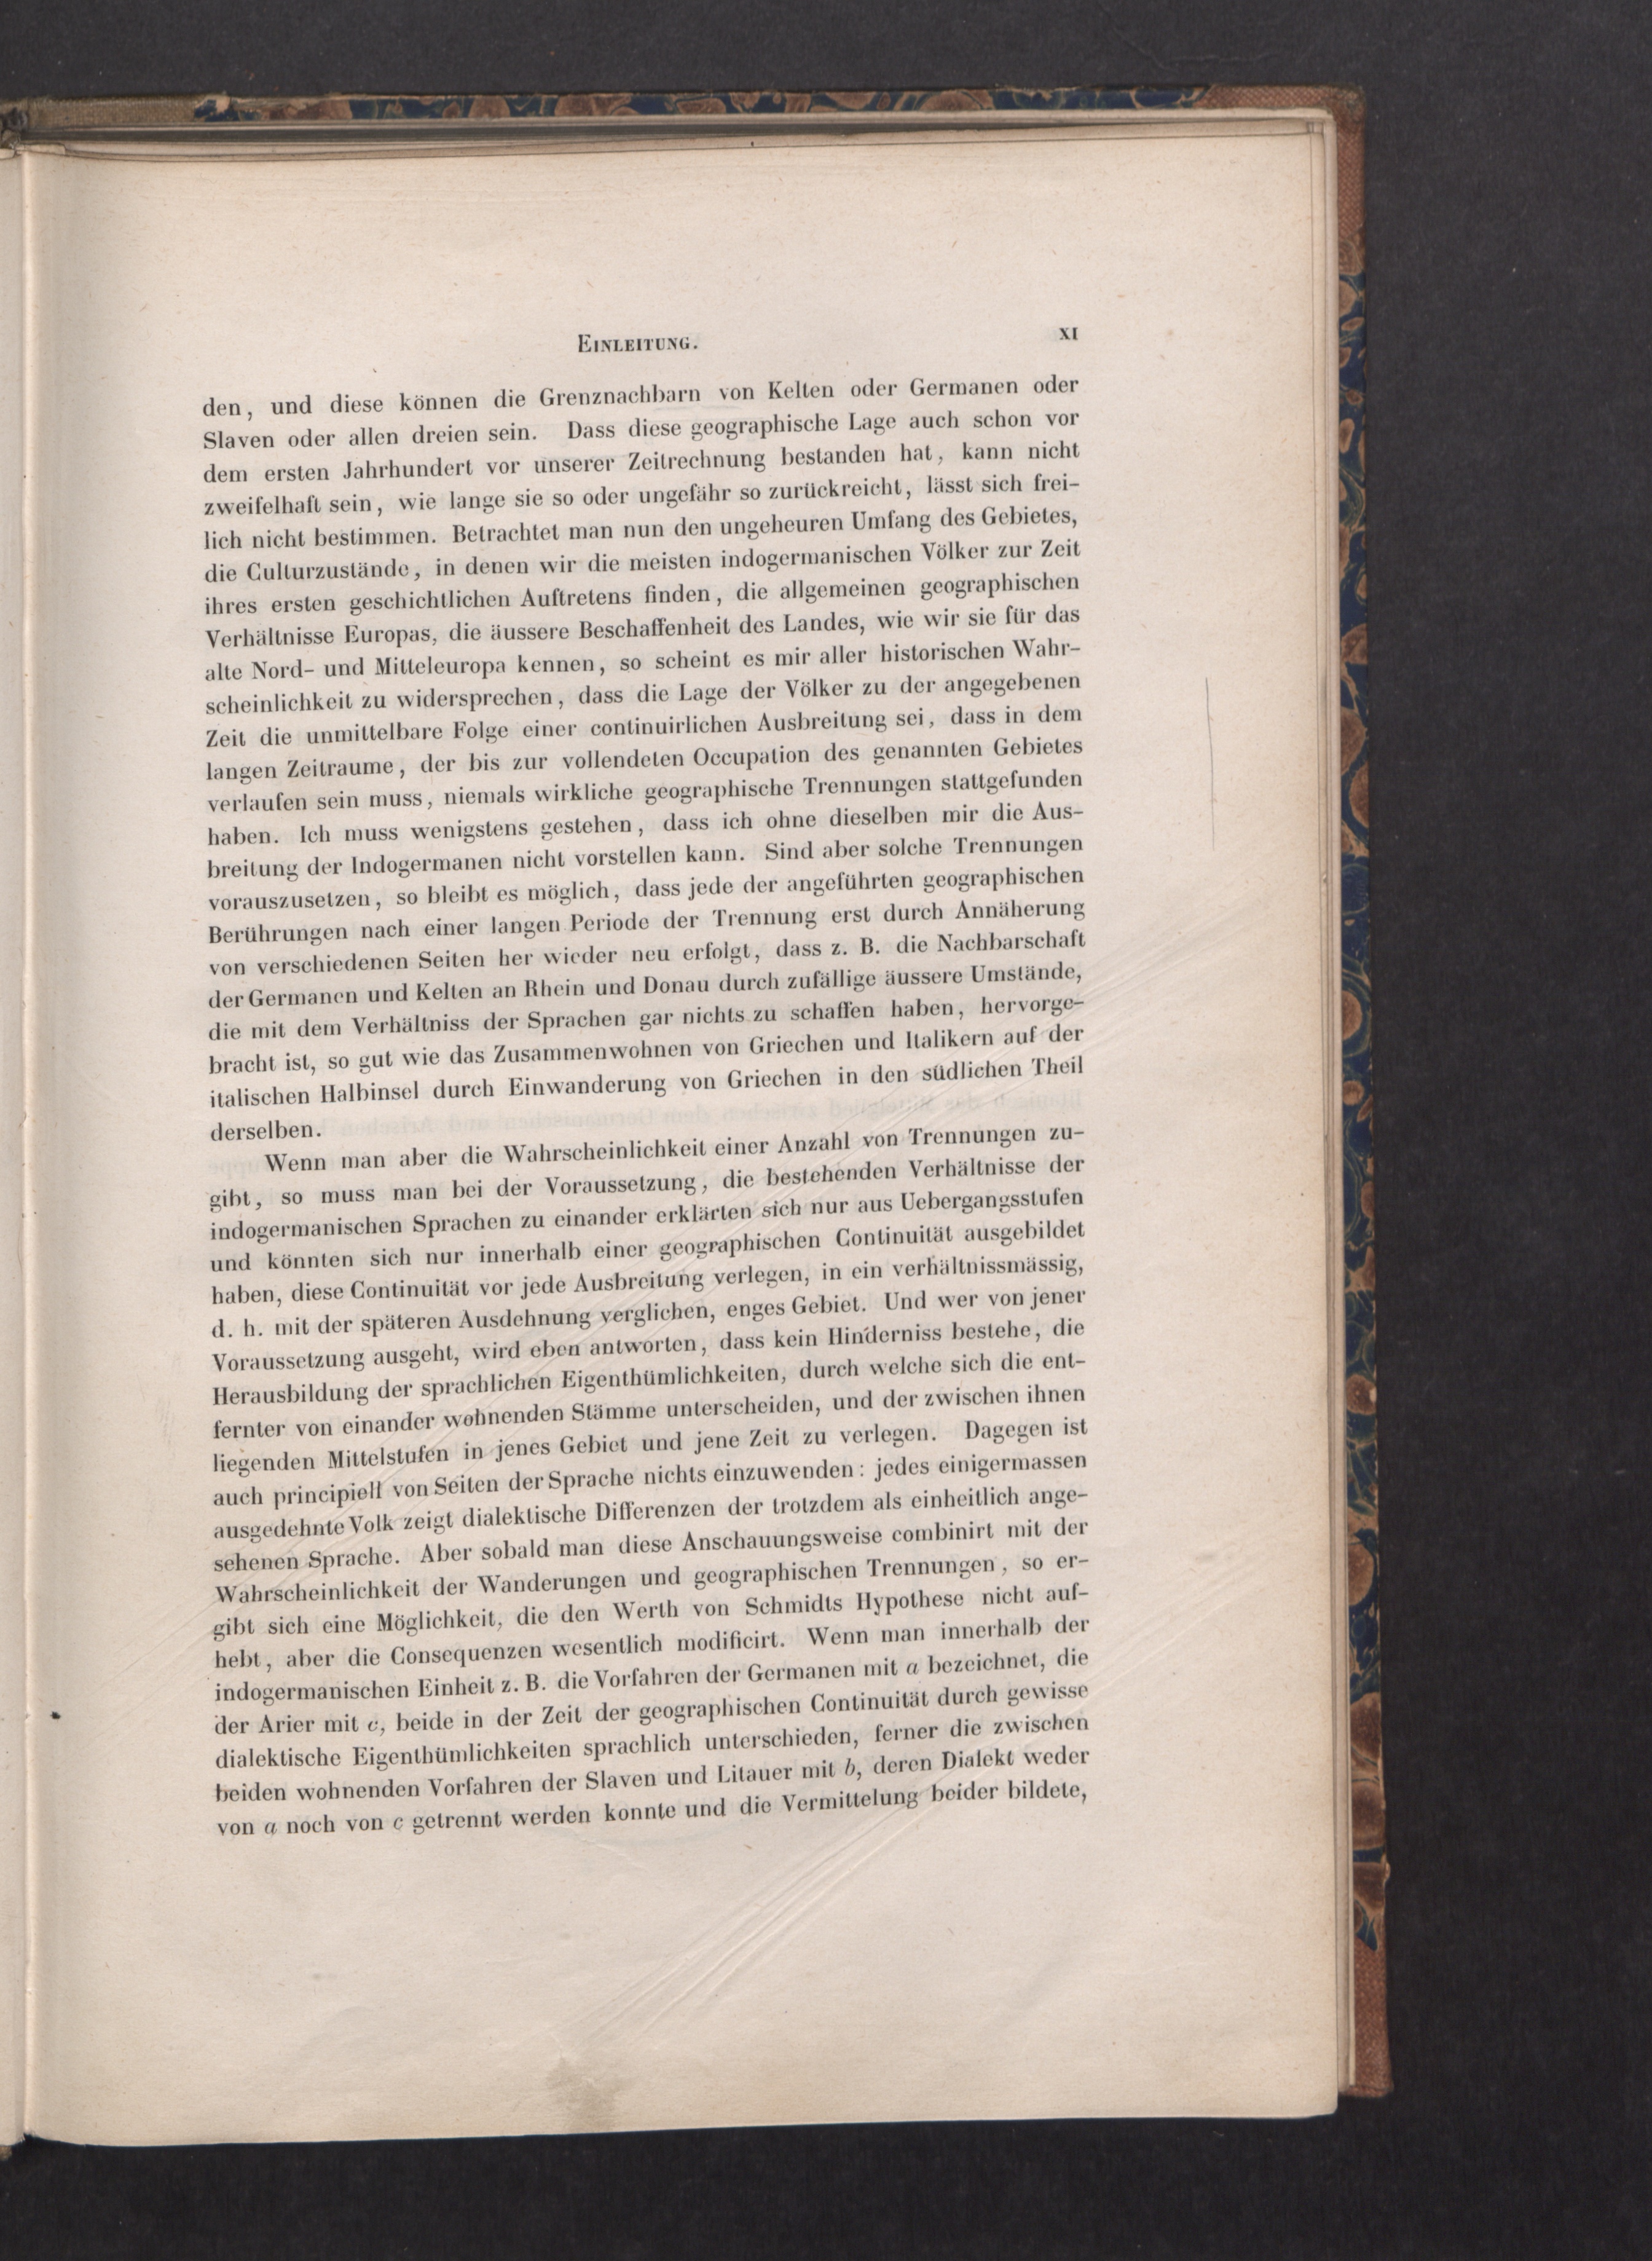 EINLEITUNG. XI
den, und diese können die Grenznachbarn von Kelten oder Germanen oder
Slaven oder allen dreien sein. Dass diese geographische Lage auch schon vor
dem ersten Jahrhundert vor unserer Zeitrechnung bestanden hat, kann nicht
zweifelhaft sein, wie lange sie so oder ungefähr so zurückreicht, lässt sich frei-
lich nicht bestimmen. Betrachtet man nun den ungeheuren Umfang des Gebietes,
die Culturzustände, in denen wir die meisten indogermanischen Völker zur Zeit
ihres ersten geschichtlichen Auftretens finden, die allgemeinen geographischen
Verhältnisse Europas, die äussere Beschaffenheit des Landes, wie wir sie für das
alte Nord- und Mitteleuropa kennen, so scheint es mir aller historischen Wahr-
scheinlichkeit zu widersprechen, dass die Lage der Völker zu der angegebenen
Zeit die unmittelbare Folge einer continuirlichen Ausbreitung sei, dass in dem
langen Zeitraume, der bis zur vollendeten Occupation des genannten Gebietes
verlaufen sein muss, niemals wirkliche geographische Trennungen stattgefunden
haben. Ich muss wenigstens gestehen, dass ich ohne dieselben mir die Aus-
breitung der Indogermanen nicht vorstellen kann. Sind aber solche Trennungen
vorauszusetzen, so bleibt es möglich, dass jede der angeführten geographischen
Berührungen nach einer langen Periode der Trennung erst durch Annäherung
von verschiedenen Seiten her wieder neu erfolgt, dass z. B. die Nachbarschaft
der Germanen und Kelten an Rhein und Donau durch zufällige äussere Umstände,
die mit dem Verhältniss der Sprachen gar nichts zu schaffen haben, hervorge-
bracht ist, so gut wie das Zusammenwohnen von Griechen und Italikern auf der
italischen Halbinsel durch Einwanderung von Griechen in den südlichen Theil
derselben.
Wenn man aber die Wahrscheinlichkeit einer Anzahl von Trennungen zu-
gibt, so muss man bei der Voraussetzung, die bestehenden Verhältnisse der
indogermanischen Sprachen zu einander erklärten sich nur aus Uebergangsstufen
und könnten sich nur innerhalb einer geographischen Continuität ausgebildet
haben, diese Continuität vor jede Ausbreitung verlegen, in ein verhältnissmässig,
d. h. mit der späteren Ausdehnung verglichen, enges Gebiet. Und wer von jener
Voraussetzung ausgeht, wird eben antworten, dass kein Hinderniss bestehe, die
Herausbildung der sprachlichen Eigenthümlichkeiten, durch welche sich die ent-
fernter von einander wohnenden Stämme unterscheiden, und der zwischen ihnen
liegenden Mittelstufen in jenes Gebiet und jene Zeit zu verlegen. Dagegen ist
auch principiell von Seiten der Sprache nichts einzuwenden: jedes einigermassen
ausgedehnte Volk zeigt dialektische Differenzen der trotzdem als einheitlich ange-
sehenen Sprache. Aber sobald man diese Anschauungsweise combinirt mit der
Wahrscheinlichkeit der Wanderungen und geographischen Trennungen, so er-
gibt sich eine Möglichkeit, die den Werth von Schmidts Hypothese nicht auf-
hebt, aber die Consequenzen wesentlich modificirt. Wenn man innerhalb der
indogermanischen Einheit z. B. die Vorfahren der Germanen mit a bezeichnet, die
der Arier mit c, beide in der Zeit der geographischen Continuität durch gewisse
dialektische Eigenthümlichkeiten sprachlich unterschieden, ferner die zwischen
beiden wohnenden Vorfahren der Slaven und Litauer mit b, deren Dialekt weder
von a noch von c getrennt werden konnte und die Vermittelung beider bildete,